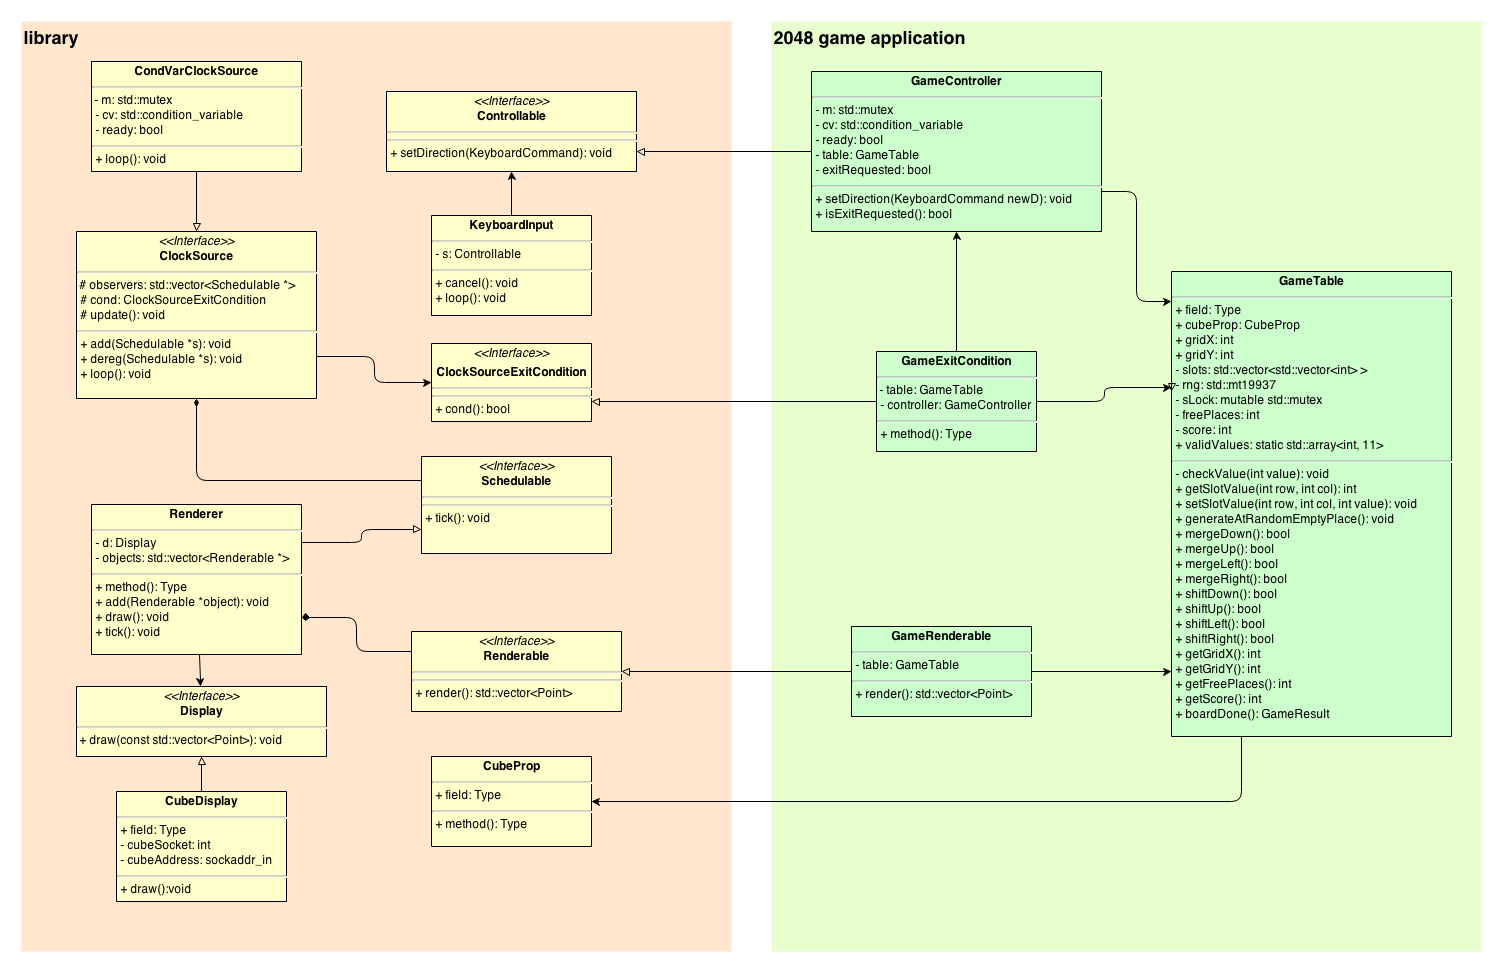 library
CondVarClockSource
- m: std::mutex
- cv: std::condition_variable
- ready: bool
+ loop(): void
<<Interface>>
ClockSource
# observers: std::vector<Schedulable *>
# cond: ClockSourceExitCondition
# update(): void
+ add(Schedulable *s): void
+ dereg(Schedulable *s): void
+ loop(): void
<<Interface>>
Controllable
+ setDirection(KeyboardCommand): void
KeyboardInput
- s: Controllable
+ cancel(): void
+ loop(): void
<<Interface>>
ClockSourceExitCondition
+ cond(): bool
<<Interface>>
Schedulable
+ tick(): void
Renderer
- d: Display
- objects: std::vector<Renderable *>
+ method(): Type
+ add(Renderable *object): void
+ draw(): void
+ tick(): void
<<Interface>>
Renderable
+ render(): std::vector<Point>
<<Interface>>
Display
+ draw(const std::vector<Point>): void
CubeDisplay
+ field: Type
- cubeSocket: int
- cubeAddress: sockaddr_in
+ draw():void
CubeProp
+ field: Type
+ method(): Type
2048 game application
GameController
- m: std::mutex
- cv: std::condition_variable
- ready: bool
- table: GameTable
- exitRequested: bool
+ setDirection(KeyboardCommand newD): void
+ isExitRequested(): bool
GameExitCondition
- table: GameTable
- controller: GameController
+ method(): Type
GameRenderable
- table: GameTable
+ render(): std::vector<Point>
GameTable
+ field: Type
+ cubeProp: CubeProp
+ gridX: int
+ gridY: int
- slots: std::vector<std::vector<int> >
- rng: std::mt19937
- sLock: mutable std::mutex
- freePlaces: int
- score: int
+ validValues: static std::array<int, 11>
- checkValue(int value): void
+ getSlotValue(int row, int col): int
+ setSlotValue(int row, int col, int value): void
+ generateAtRandomEmptyPlace(): void
+ mergeDown(): bool
+ mergeUp(): bool
+ mergeLeft(): bool
+ mergeRight(): bool
+ shiftDown(): bool
+ shiftUp(): bool
+ shiftLeft(): bool
+ shiftRight(): bool
+ getGridX(): int
+ getGridY(): int
+ getFreePlaces(): int
+ getScore(): int
+ boardDone(): GameResult